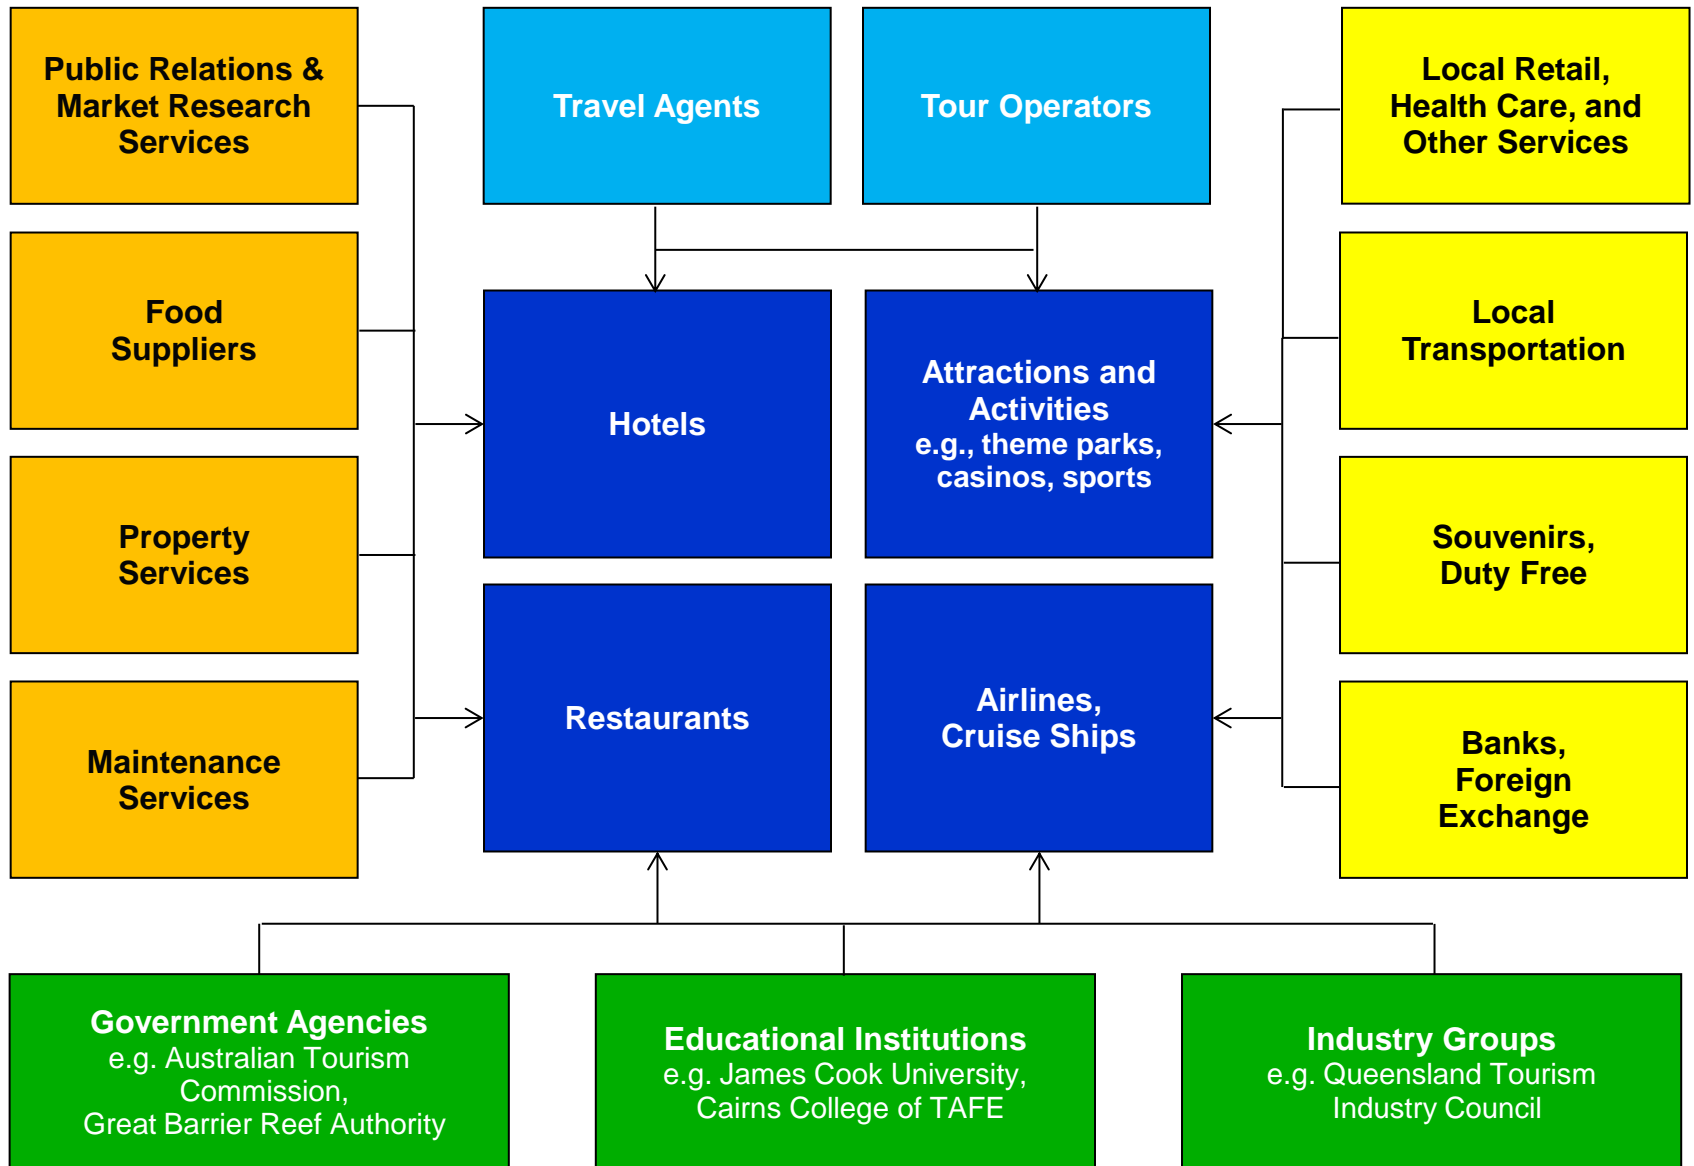 Public Relations &
Market Research
Services
Travel Agents
Tour Operators
Local Retail,
Health Care, and
Other Services
Food
Suppliers
Hotels
Attractions and
Activities
e.g., theme parks,
casinos, sports
Local
Transportation
Property
Services
Souvenirs,
Duty Free
Maintenance
Services
Restaurants
Airlines,
Cruise Ships
Banks,
Foreign
Exchange
Government Agencies
e.g. Australian Tourism
Commission,
Great Barrier Reef Authority
Educational Institutions
e.g. James Cook University,
Cairns College of TAFE
Industry Groups
e.g. Queensland Tourism
Industry Council